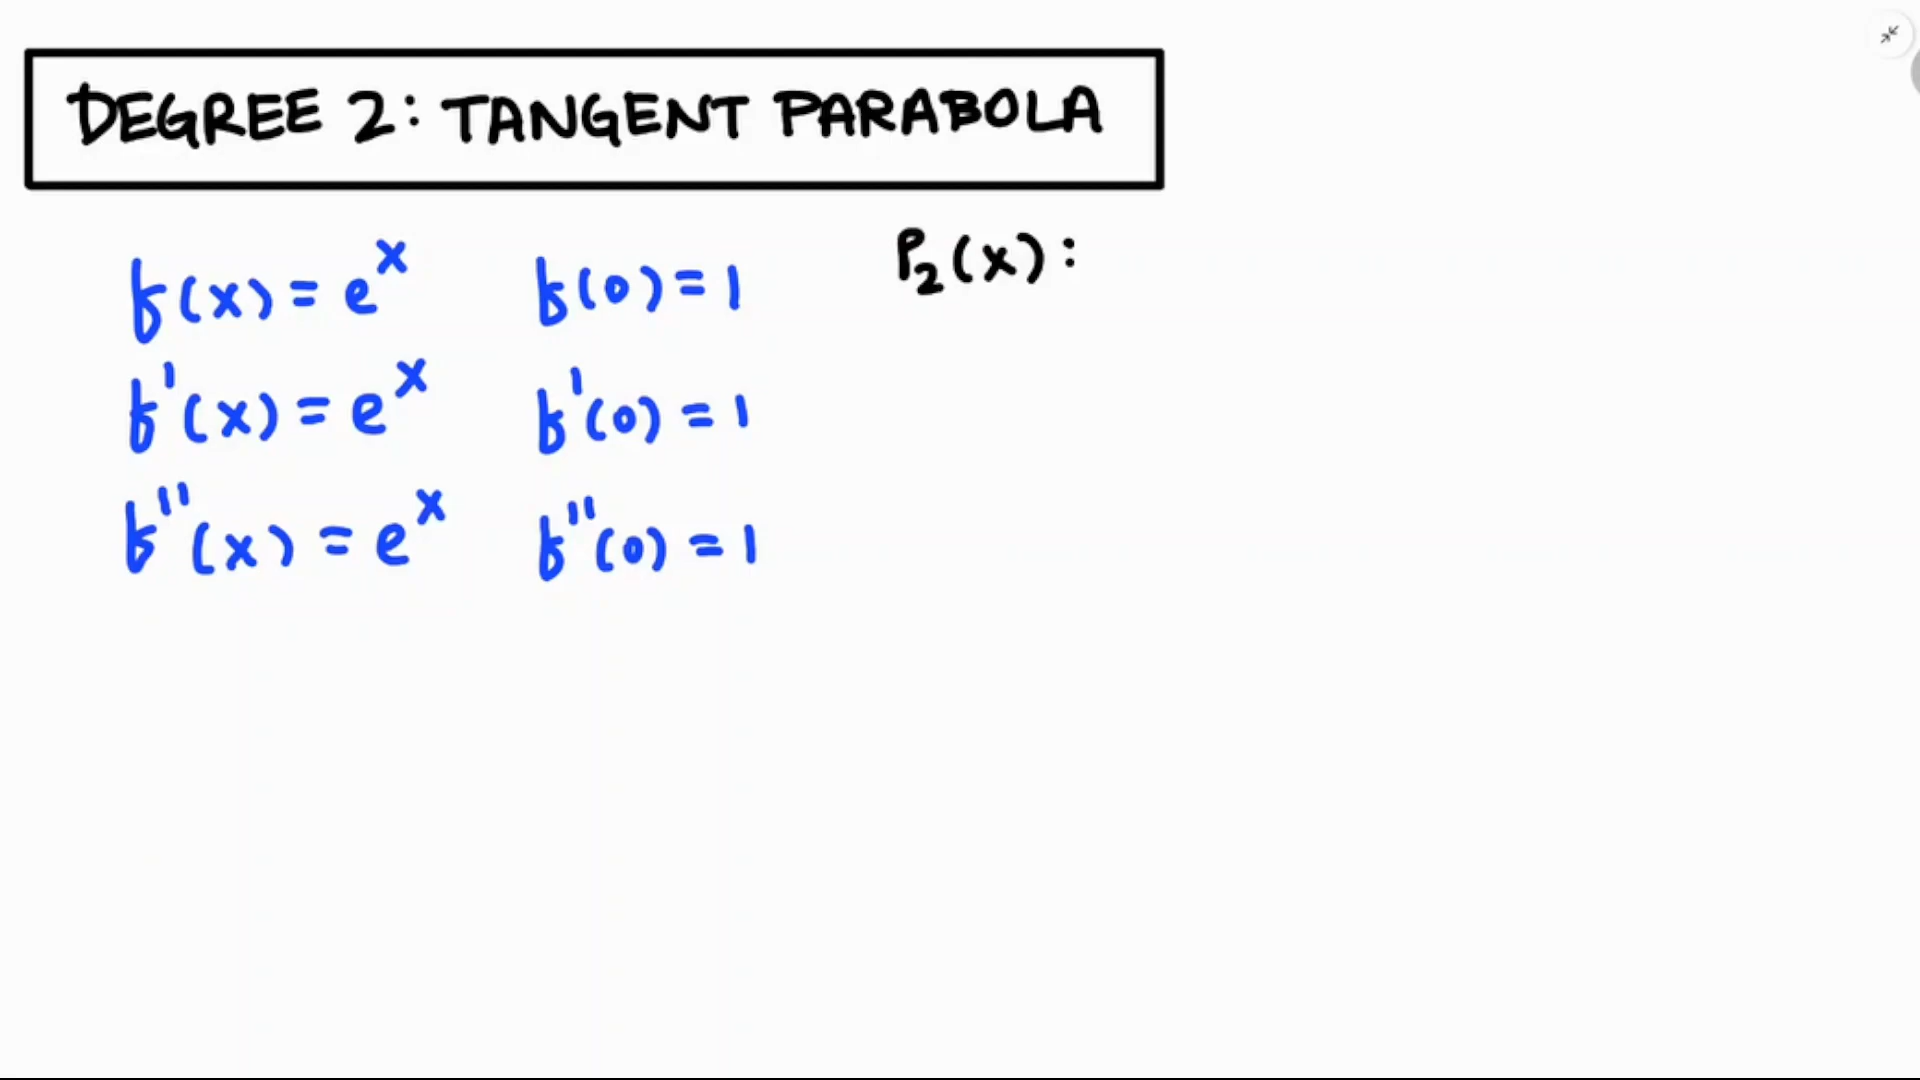 DEGREE 2: TANGENT PARABOLA
f(x) = e^x f(0) = 1 P₂(x):
f'(x) = e^x f'(0) = 1
f''(x) = e^x f''(0) = 1